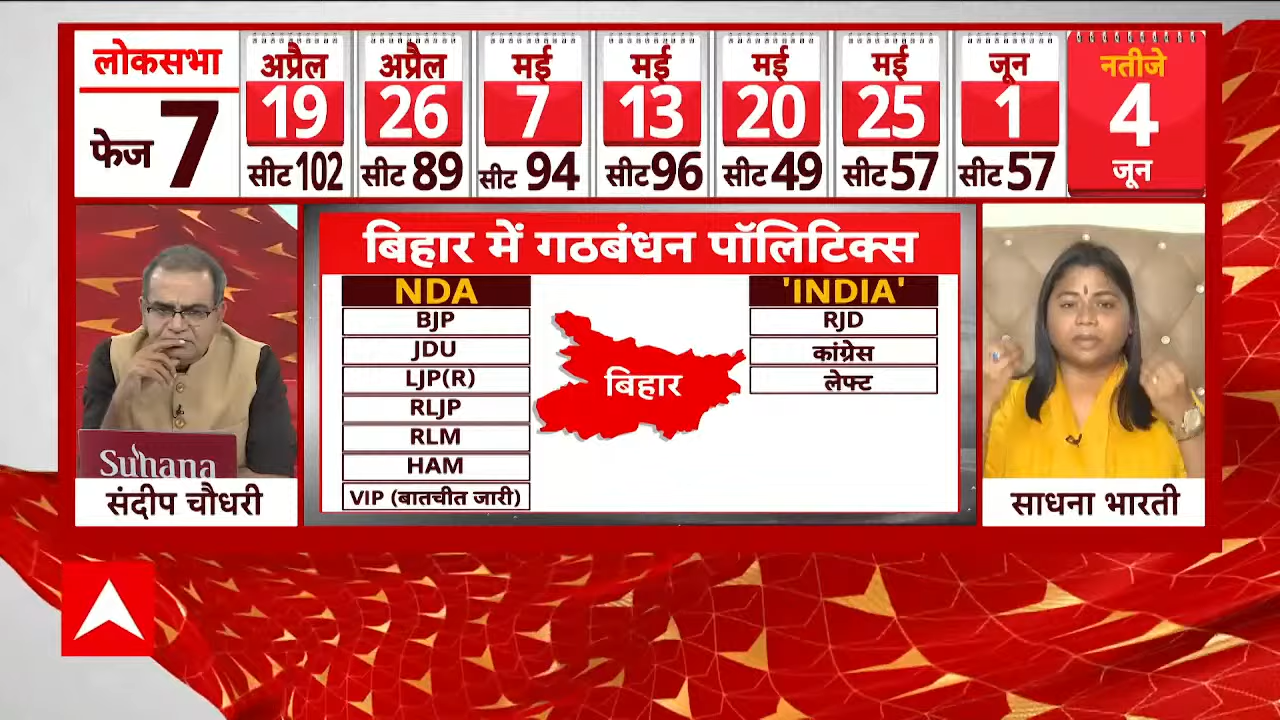 लोकसभा
फेज 7
अप्रैल
19
सीट 102
अप्रैल
26
सीट 89
मई
7
सीट 94
मई
13
सीट 96
मई
20
सीट 49
मई
25
सीट 57
जून
1
सीट 57
नतीजे
4
जून
बिहार में गठबंधन पॉलिटिक्स
NDA
BJP
JDU
LJP(R)
RLJP
RLM
HAM
VIP (बातचीत जारी)
बिहार
'INDIA'
RJD
कांग्रेस
लेफ्ट
Suhana
संदीप चौधरी
साधना भारती